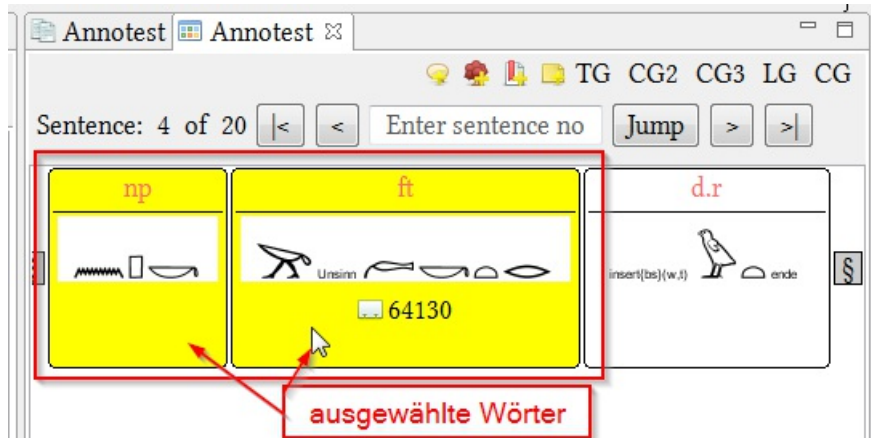 Annotest Annotest
TG CG2 CG3 LG CG
Sentence: 4 of 20 |< < Enter sentence no Jump > >|
np ft d.r
Unsinn insert(bs)(w,t) ende §
64130
ausgewählte Wörter